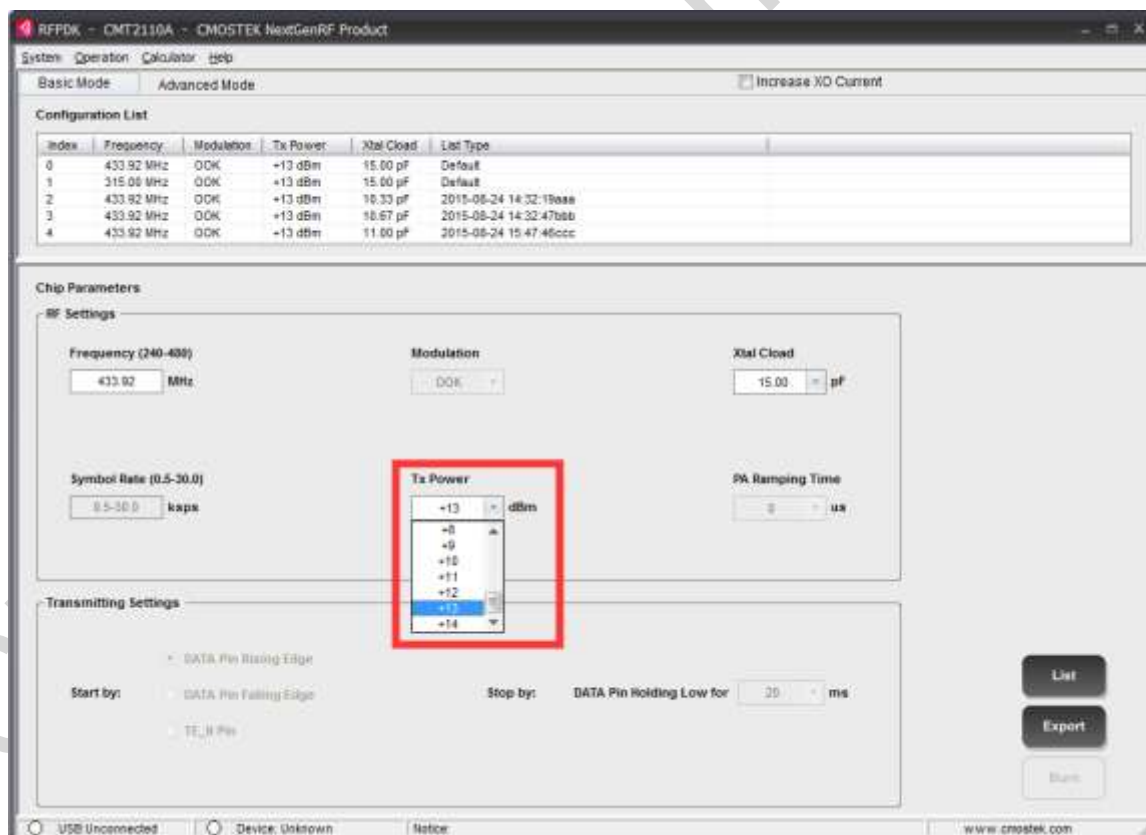 RFPDK - CMT2110A - CMOSTEK NextGenRF Product
System Operation Calculator Help
Basic Mode Advanced Mode Increase XO Current
Configuration List
Index Frequency Modulation Tx Power Xtal Cload List Type
0 433.92 MHz OOK +13 dBm 15.00 pF Default
1 315.00 MHz OOK +13 dBm 15.00 pF Default
2 433.92 MHz OOK +13 dBm 10.33 pF 2015-08-24 14:32:19aaa
3 433.92 MHz OOK +13 dBm 10.67 pF 2015-08-24 14:32:47bbb
4 433.92 MHz OOK +13 dBm 11.00 pF 2015-08-24 15:47:46ccc
Chip Parameters
RF Settings
Frequency (240-480) Modulation Xtal Cload
433.92 MHz OOK 15.00 pF
Symbol Rate (0.5-30.0) Tx Power PA Ramping Time
0.5-30.0 ksps +13 dBm 0 us
+8
+9
+10
+11
+12
+13
+14
Transmitting Settings
DATA Pin Rising Edge
Start by: DATA Pin Falling Edge Stop by: DATA Pin Holding Low for 20 ms
TE_N Pin
List
Export
Burn
USB Unconnected Device: Unknown Notice: www.cmostek.com